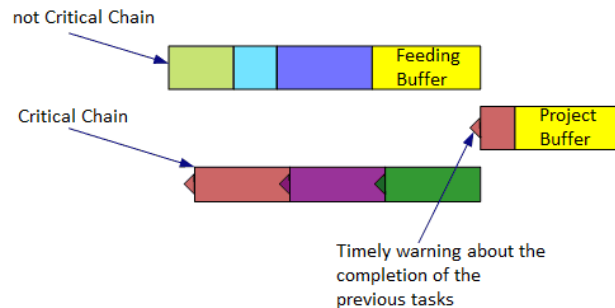 not Critical Chain
Feeding
Buffer
Critical Chain
Project
Buffer
Timely warning about the
completion of the
previous tasks